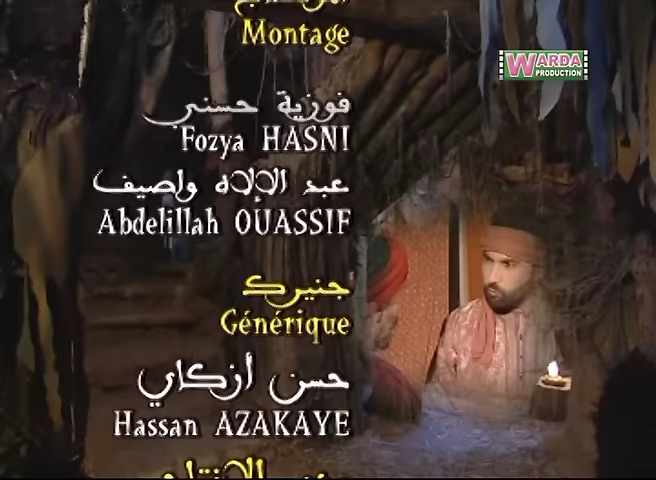 Montage
WARDA
PRODUCTION
فوزية حسني
Fozya HASNI
عبد الإلاه واصيف
Abdelillah OUASSIF
جنيرك
Générique
حسن أزكاي
Hassan AZAKAYE